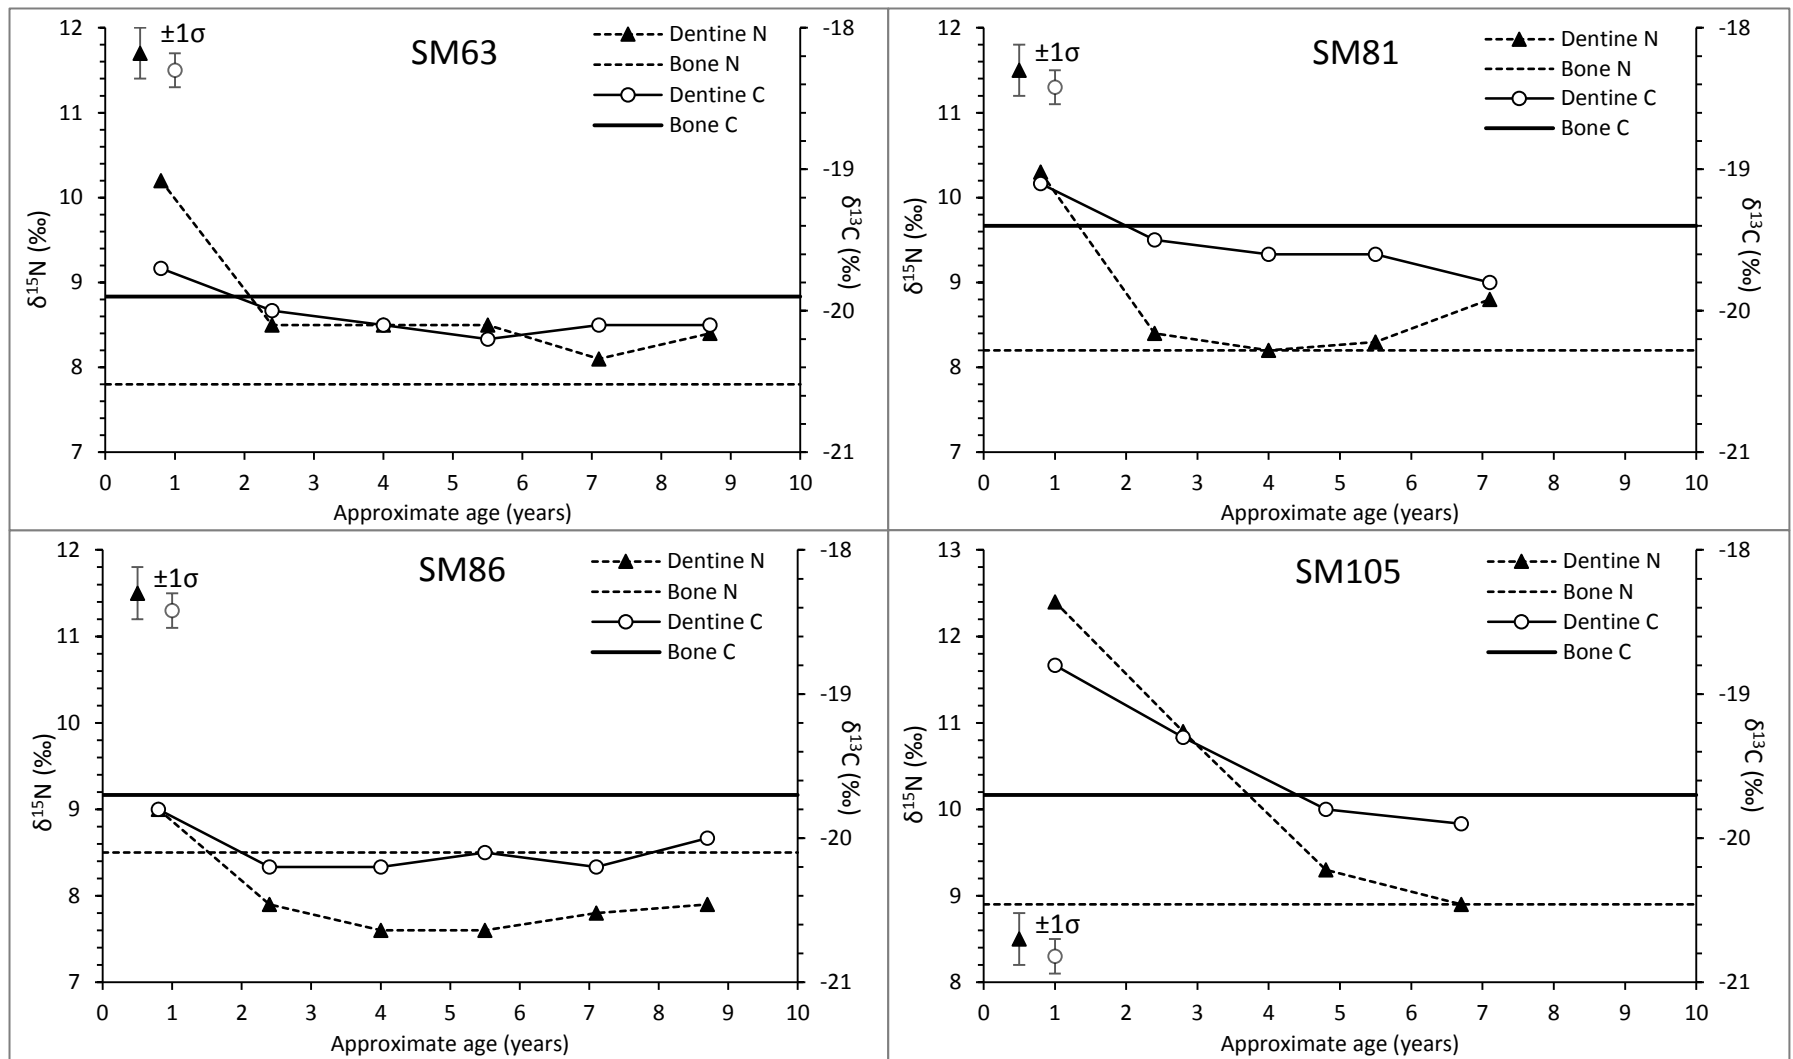 SM63
±1σ
Dentine N
Bone N
Dentine C
Bone C
12
11
10
9
8
7
δ¹⁵N (‰)
-18
-19
-20
-21
δ¹³C (‰)
0 1 2 3 4 5 6 7 8 9 10
Approximate age (years)
SM81
±1σ
Dentine N
Bone N
Dentine C
Bone C
12
11
10
9
8
7
δ¹⁵N (‰)
-18
-19
-20
-21
δ¹³C (‰)
0 1 2 3 4 5 6 7 8 9 10
Approximate age (years)
SM86
±1σ
Dentine N
Bone N
Dentine C
Bone C
12
11
10
9
8
7
δ¹⁵N (‰)
-18
-19
-20
-21
δ¹³C (‰)
0 1 2 3 4 5 6 7 8 9 10
Approximate age (years)
SM105
Dentine N
Bone N
Dentine C
Bone C
±1σ
13
12
11
10
9
8
δ¹⁵N (‰)
-18
-19
-20
-21
δ¹³C (‰)
0 1 2 3 4 5 6 7 8 9 10
Approximate age (years)